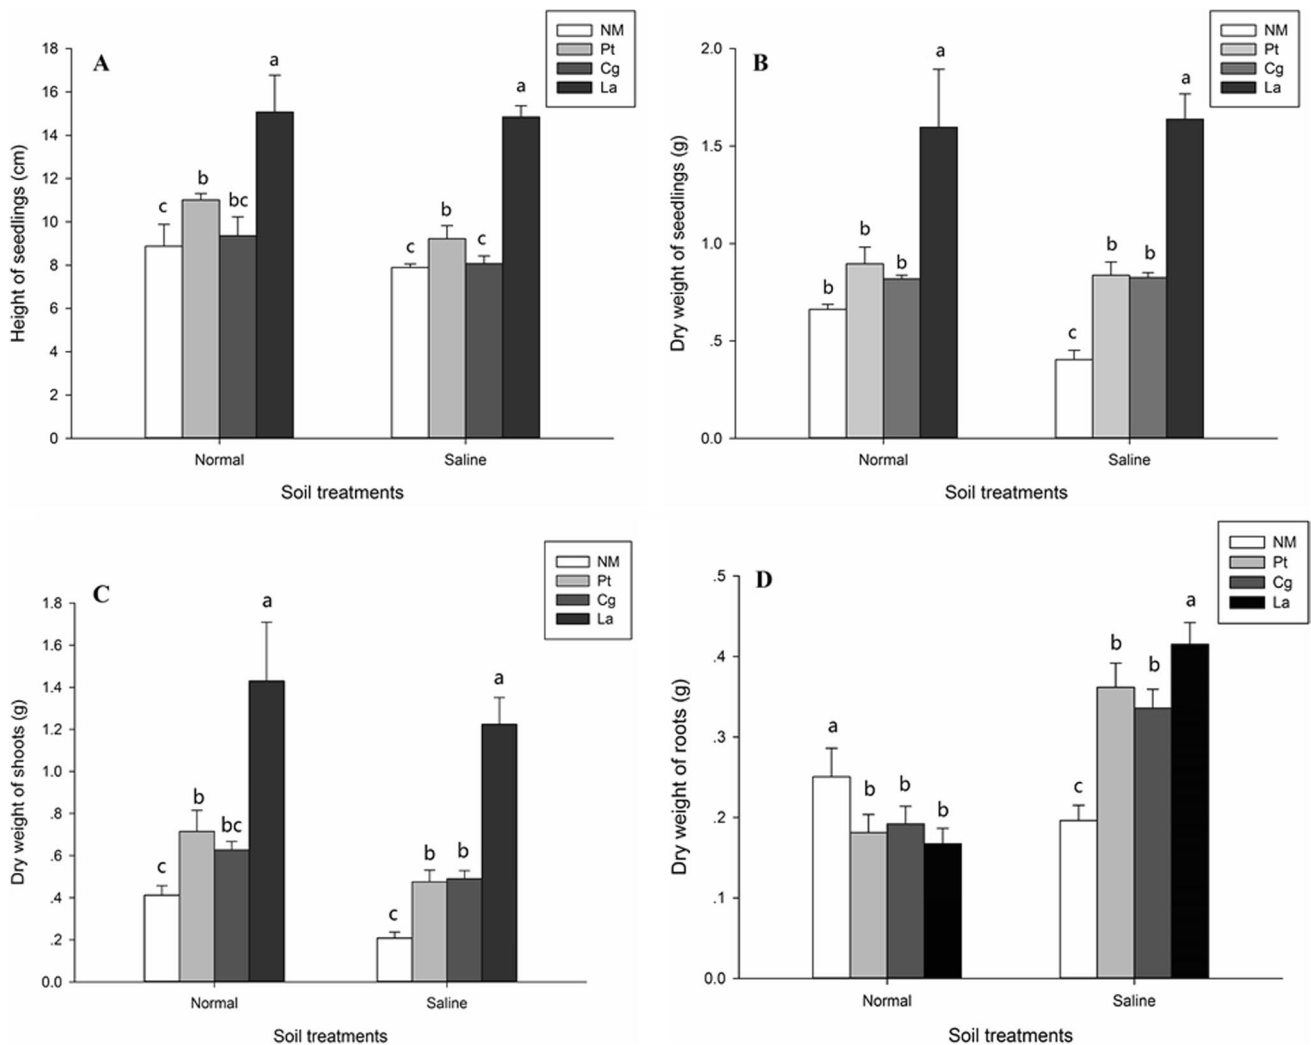 A
NM
Pt
Cg
La
Height of seedlings (cm)
18
16
14
12
10
8
6
4
2
0
c
b
bc
a
c
b
c
a
Normal
Saline
Soil treatments
B
NM
Pt
Cg
La
Dry weight of seedlings (g)
2.0
1.5
1.0
.5
0.0
b
b
b
a
c
b
b
a
Normal
Saline
Soil treatments
C
NM
Pt
Cg
La
Dry weight of shoots (g)
1.8
1.6
1.4
1.2
1.0
.8
.6
.4
.2
0.0
c
b
bc
a
c
b
b
a
Normal
Saline
Soil treatments
D
NM
Pt
Cg
La
Dry weight of roots (g)
.5
.4
.3
.2
.1
0.0
a
b
b
b
c
b
b
a
Normal
Saline
Soil treatments